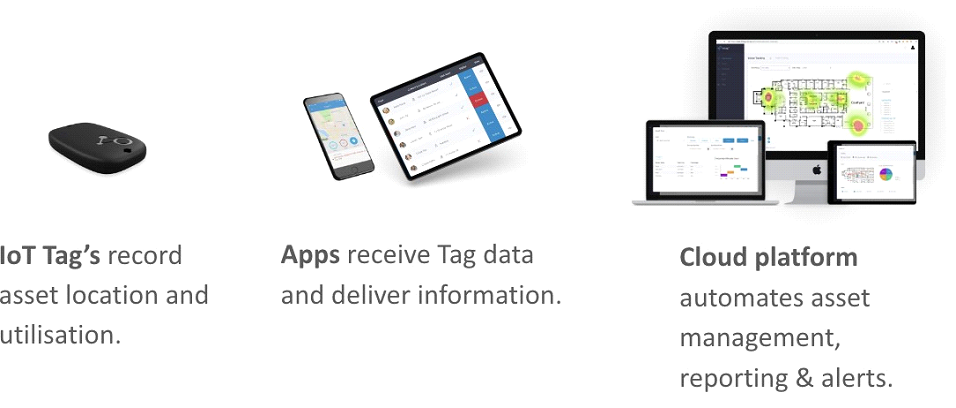 IoT Tag's record
asset location and
utilisation.
Apps receive Tag data
and deliver information.
Cloud platform
automates asset
management,
reporting & alerts.